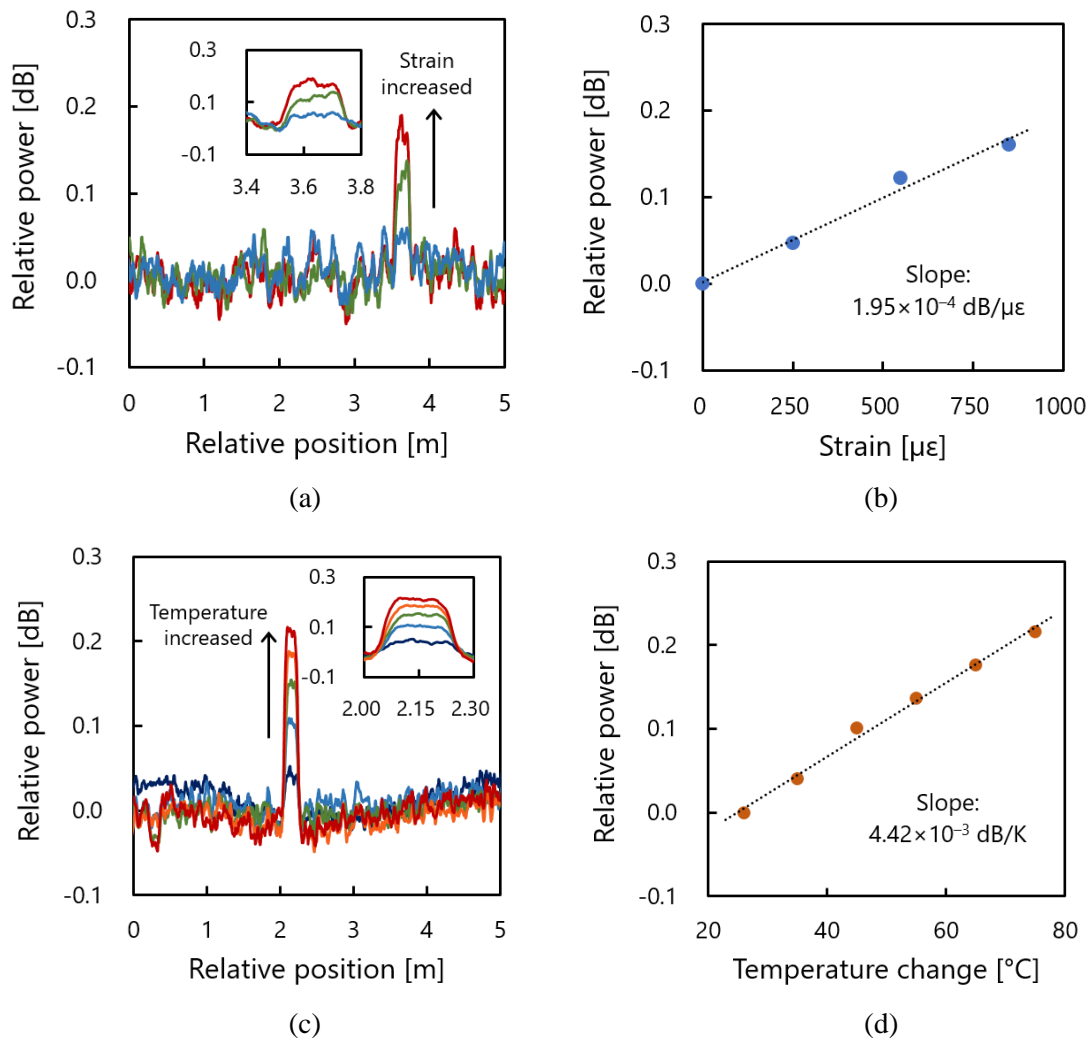 0.3
0.2
0.1
0.0
-0.1
Relative power [dB]
0.3
0.1
-0.1
3.4 3.6 3.8
Strain
increased
0 1 2 3 4 5
Relative position [m]
(a)
0.3
0.2
0.1
0.0
-0.1
Relative power [dB]
Slope:
1.95×10⁻⁴ dB/με
0 250 500 750 1000
Strain [με]
(b)
0.3
0.2
0.1
0.0
-0.1
Relative power [dB]
Temperature
increased
0.3
0.1
-0.1
2.00 2.15 2.30
0 1 2 3 4 5
Relative position [m]
(c)
0.3
0.2
0.1
0.0
-0.1
Relative power [dB]
Slope:
4.42×10⁻³ dB/K
20 40 60 80
Temperature change [°C]
(d)